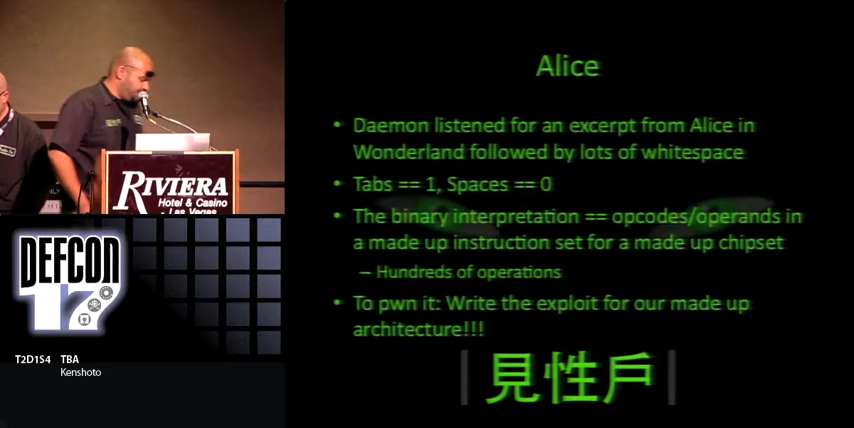 Alice
• Daemon listened for an excerpt from Alice in
Wonderland followed by lots of whitespace
• Tabs == 1, Spaces == 0
• The binary interpretation == opcodes/operands in
a made up instruction set for a made up chipset
– Hundreds of operations
• To pwn it: Write the exploit for our made up
architecture!!!
|見性戶|
RIVIERA
Hotel & Casino
Las Vegas
DEFCON
17
T2D1S4 TBA
Kenshoto